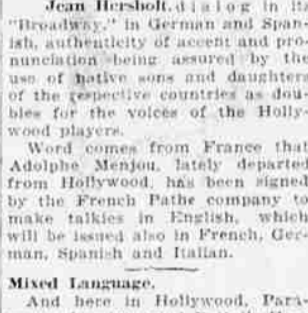 Jean Hersholt, dialog in its
"Broadway," in German and Span-
ish, authenticity of accent and pro-
nunciation being assured by the
use of native sons and daughters
of the respective countries as dou-
bles for the voices of the Holly-
wood players.
Word comes from France that
Adolphe Menjou, lately departed
from Hollywood, has been signed
by the French Pathe company to
make talkies in English, which
will be issued also in French, Ger-
man, Spanish and Italian.
Mixed Language.
And here in Hollywood, Para-